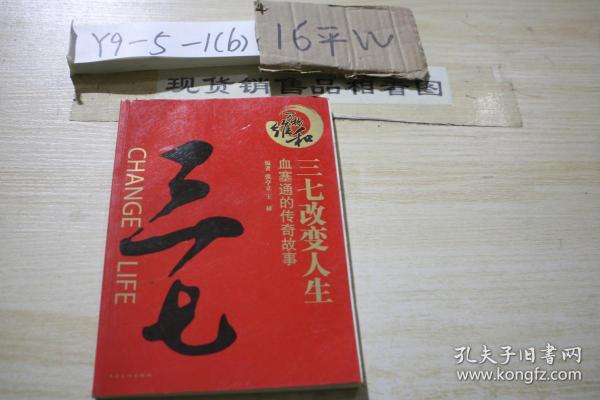 Y9-5-1(b)
16平W
现货销售品相看图
维和
三七改变人生
血塞通的传奇故事
三七
CHANGE LIFE
孔夫子旧书网
www.kongfz.com